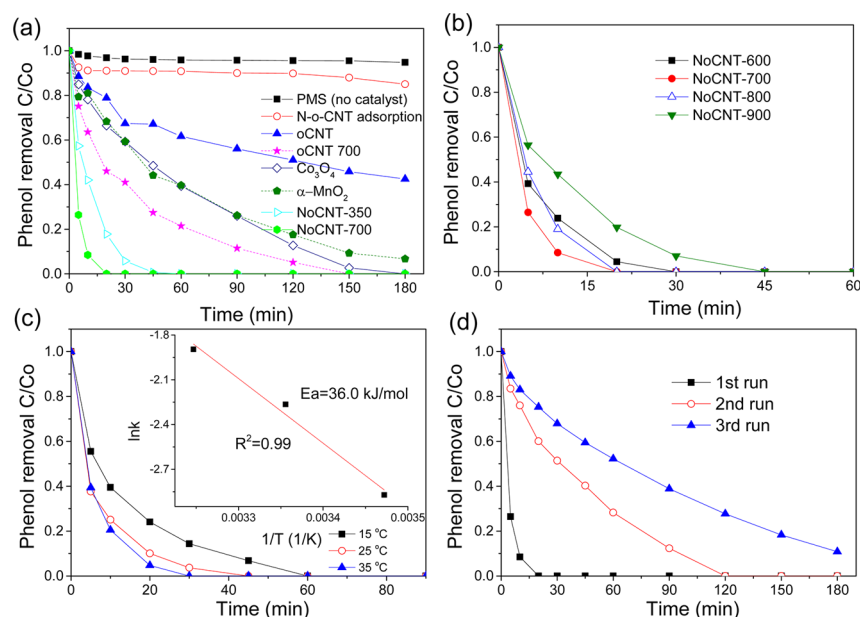 (a)
Phenol removal C/Co
1.0
0.8
0.6
0.4
0.2
0.0
PMS (no catalyst)
N-o-CNT adsorption
oCNT
oCNT 700
Co₃O₄
α−MnO₂
NoCNT-350
NoCNT-700
0 30 60 90 120 150 180
Time (min)
(b)
Phenol removal C/Co
1.0
0.8
0.6
0.4
0.2
0.0
NoCNT-600
NoCNT-700
NoCNT-800
NoCNT-900
0 15 30 45 60
Time (min)
(c)
Phenol removal C/Co
1.0
0.8
0.6
0.4
0.2
0.0
lnk
-1.8
-2.1
-2.4
-2.7
Ea=36.0 kJ/mol
R²=0.99
0.0033 0.0034 0.0035
1/T (1/K)
15 ºC
25 ºC
35 ºC
0 20 40 60 80
Time (min)
(d)
Phenol removal C/Co
1.0
0.8
0.6
0.4
0.2
0.0
1st run
2nd run
3rd run
0 30 60 90 120 150 180
Time (min)